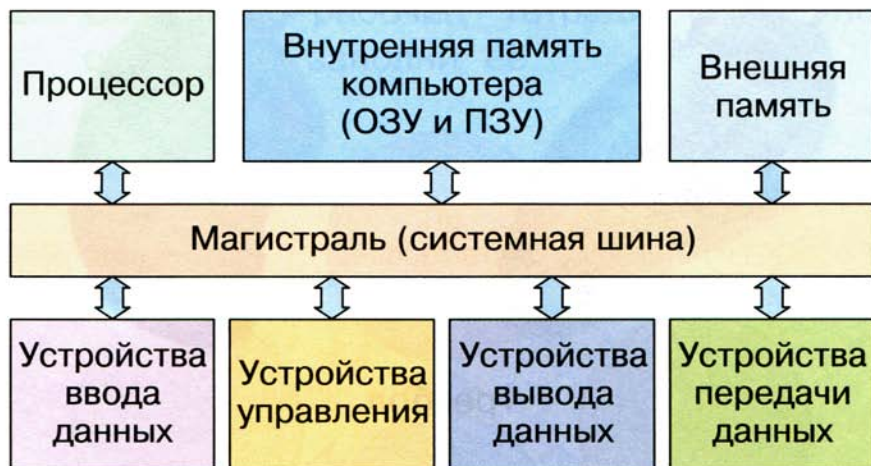 Процессор
Внутренняя память
компьютера
(ОЗУ и ПЗУ)
Внешняя
память
Магистраль (системная шина)
Устройства
ввода
данных
Устройства
управления
Устройства
вывода
данных
Устройства
передачи
данных